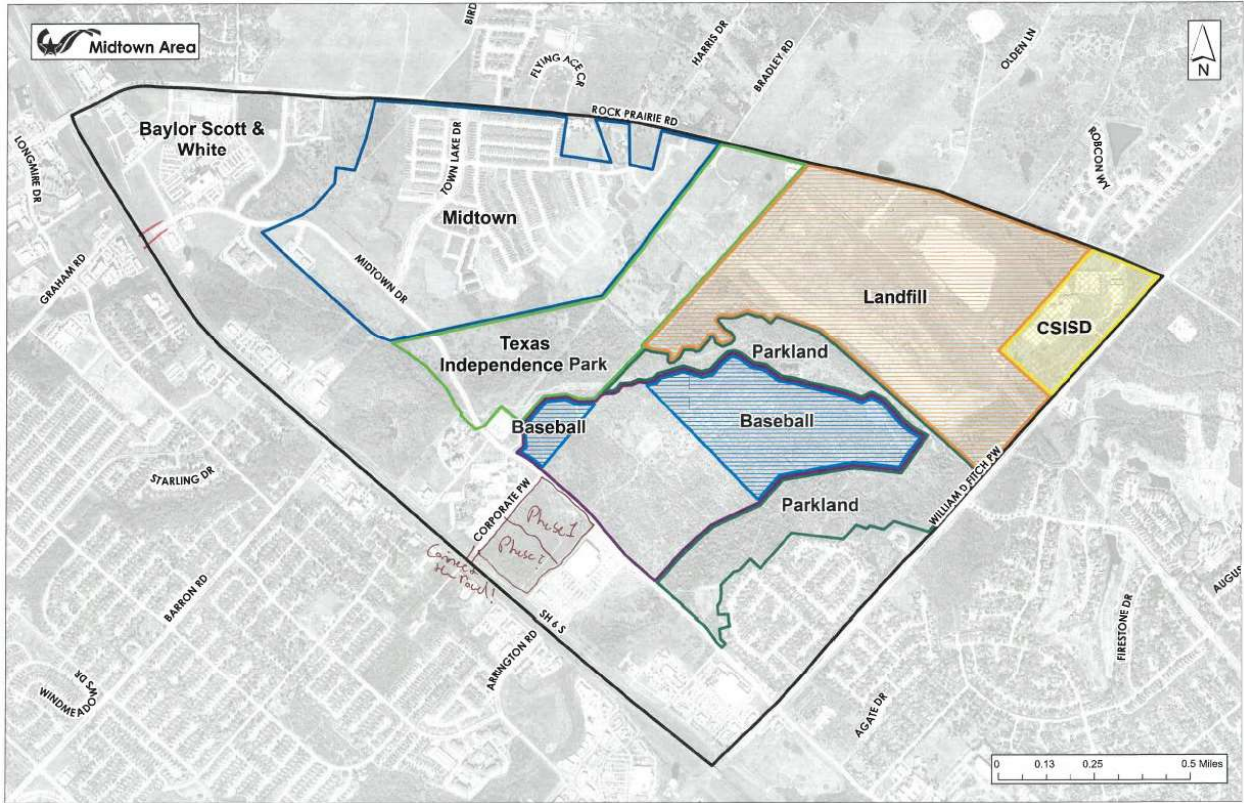 Midtown Area
N
BIRD
FLYING ACE CR
HARRIS DR
BRADLEY RD
OLDEN LN
ROCK PRAIRIE RD
ROBCON WY
LONGMIRE DR
Baylor Scott &
White
TOWN LAKE DR
Midtown
GRAHAM RD
MIDTOWN DR
Landfill
CSISD
Texas
Independence Park
Parkland
Baseball
Baseball
STARLING DR
CORPORATE PW
Phase I
Parkland
WILLIAM D FITCH PW
BARRON RD
SH 6 S
ARRINGTON RD
WINDMEADOWS DR
AGATE DR
FIRESTONE DR
AUGUS
0 0.13 0.25 0.5 Miles